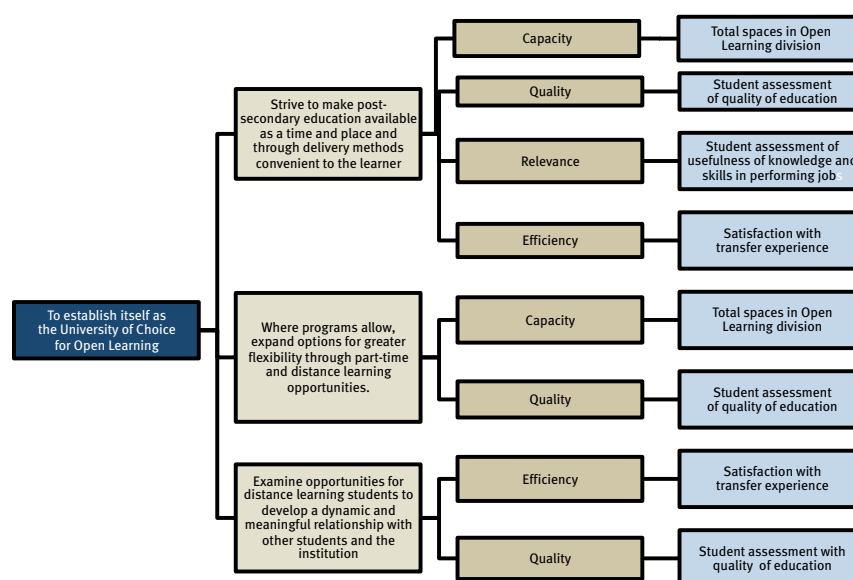 To establish itself as
the University of Choice
for Open Learning
Strive to make post-
secondary education available
as a time and place and
through delivery methods
convenient to the learner
Capacity
Total spaces in Open
Learning division
Quality
Student assessment
of quality of education
Relevance
Student assessment of
usefulness of knowledge and
skills in performing jobs
Efficiency
Satisfaction with
transfer experience
Where programs allow,
expand options for greater
flexibility through part-time
and distance learning
opportunities.
Capacity
Total spaces in Open
Learning division
Quality
Student assessment
of quality of education
Examine opportunities for
distance learning students to
develop a dynamic and
meaningful relationship with
other students and the
institution
Efficiency
Satisfaction with
transfer experience
Quality
Student assessment with
quality of education